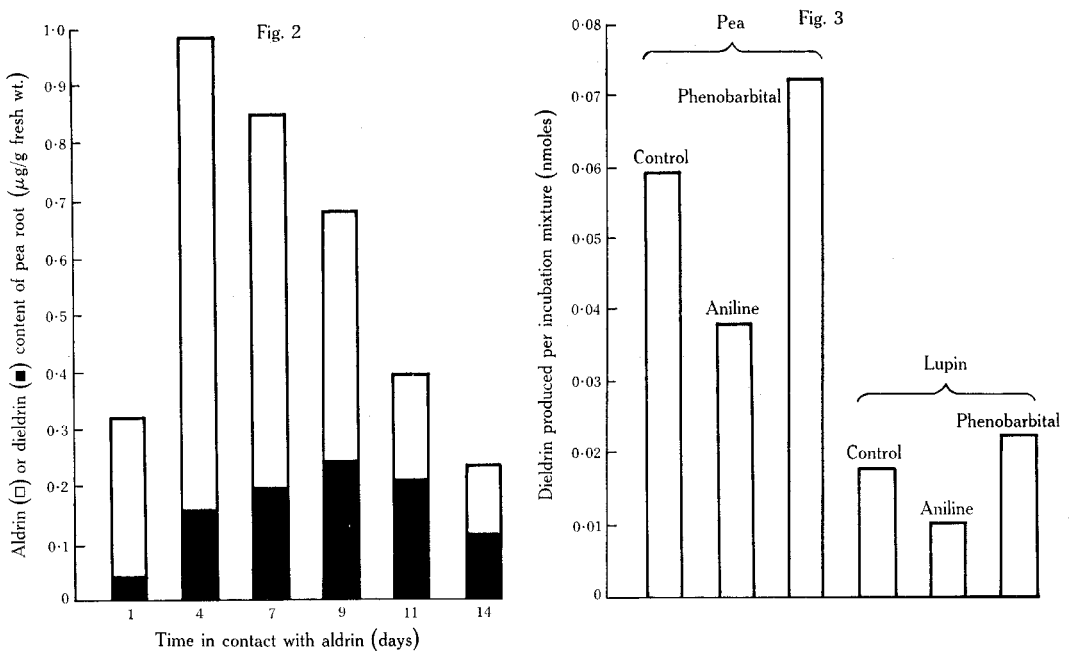 Fig. 2
Aldrin (□) or dieldrin (■) content of pea root (μg/g fresh wt.)
1·0
0·9
0·8
0·7
0·6
0·5
0·4
0·3
0·2
0·1
0
1 4 7 9 11 14
Time in contact with aldrin (days)
Fig. 3
Dieldrin produced per incubation mixture (nmoles)
0·08
0·07
0·06
0·05
0·04
0·03
0·02
0·01
0
Pea
Control
Aniline
Phenobarbital
Lupin
Control
Aniline
Phenobarbital